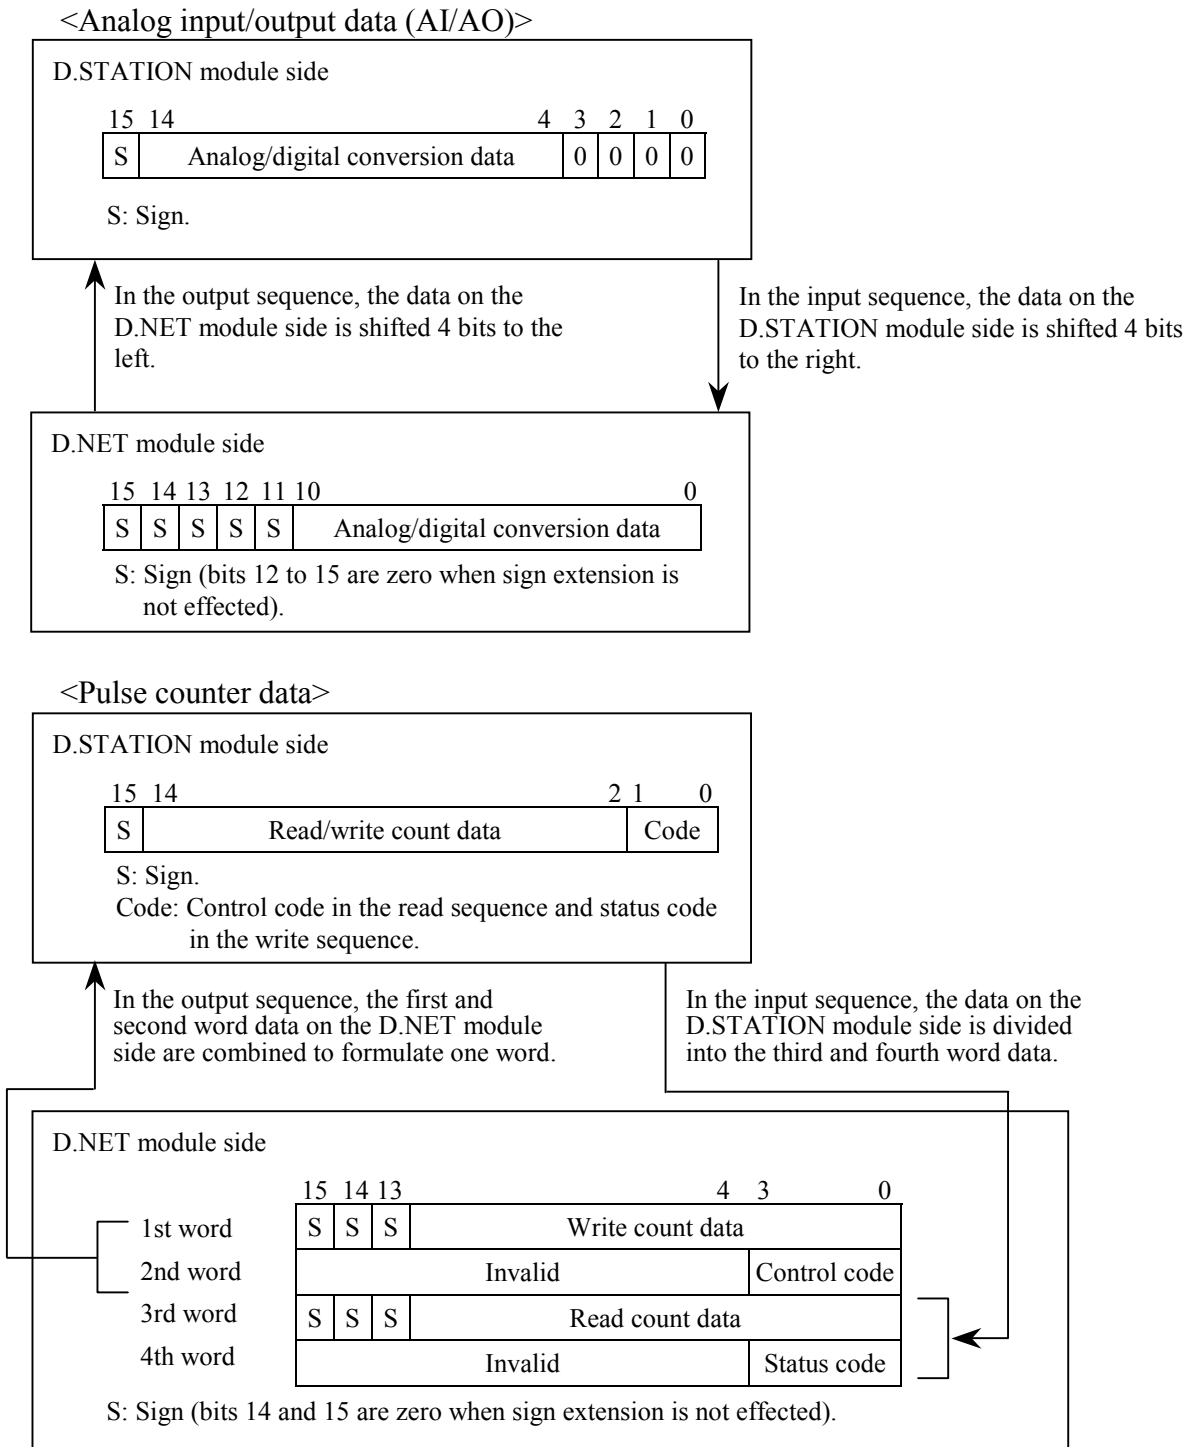 <Analog input/output data (AI/AO)>
D.STATION module side
15 14 4 3 2 1 0
S Analog/digital conversion data 0 0 0 0
S: Sign.
In the output sequence, the data on the
D.NET module side is shifted 4 bits to the
left.
In the input sequence, the data on the
D.STATION module side is shifted 4 bits
to the right.
D.NET module side
15 14 13 12 11 10 0
S S S S S Analog/digital conversion data
S: Sign (bits 12 to 15 are zero when sign extension is
not effected).
<Pulse counter data>
D.STATION module side
15 14 2 1 0
S Read/write count data Code
S: Sign.
Code: Control code in the read sequence and status code
in the write sequence.
In the output sequence, the first and
second word data on the D.NET module
side are combined to formulate one word.
In the input sequence, the data on the
D.STATION module side is divided
into the third and fourth word data.
D.NET module side
15 14 13 4 3 0
1st word S S S Write count data
2nd word Invalid Control code
3rd word S S S Read count data
4th word Invalid Status code
S: Sign (bits 14 and 15 are zero when sign extension is not effected).